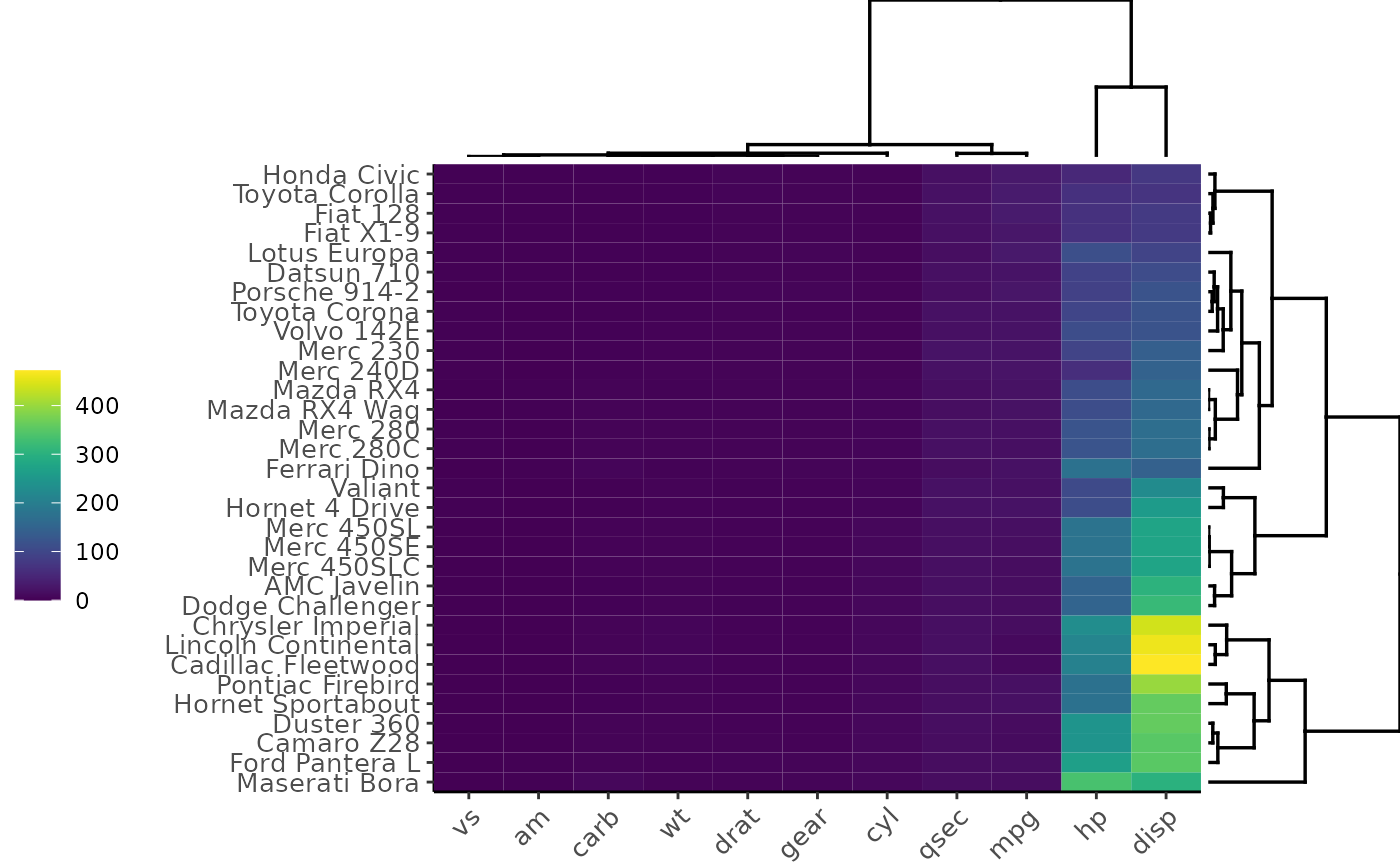 Honda Civic
Toyota Corolla
Fiat 128
Fiat X1-9
Lotus Europa
Datsun 710
Porsche 914-2
Toyota Corona
Volvo 142E
Merc 230
Merc 240D
Mazda RX4
Mazda RX4 Wag
Merc 280
Merc 280C
Ferrari Dino
Valiant
Hornet 4 Drive
Merc 450SL
Merc 450SE
Merc 450SLC
AMC Javelin
Dodge Challenger
Chrysler Imperial
Lincoln Continental
Cadillac Fleetwood
Pontiac Firebird
Hornet Sportabout
Duster 360
Camaro Z28
Ford Pantera L
Maserati Bora
400
300
200
100
0
vs am carb wt drat gear cyl qsec mpg hp disp